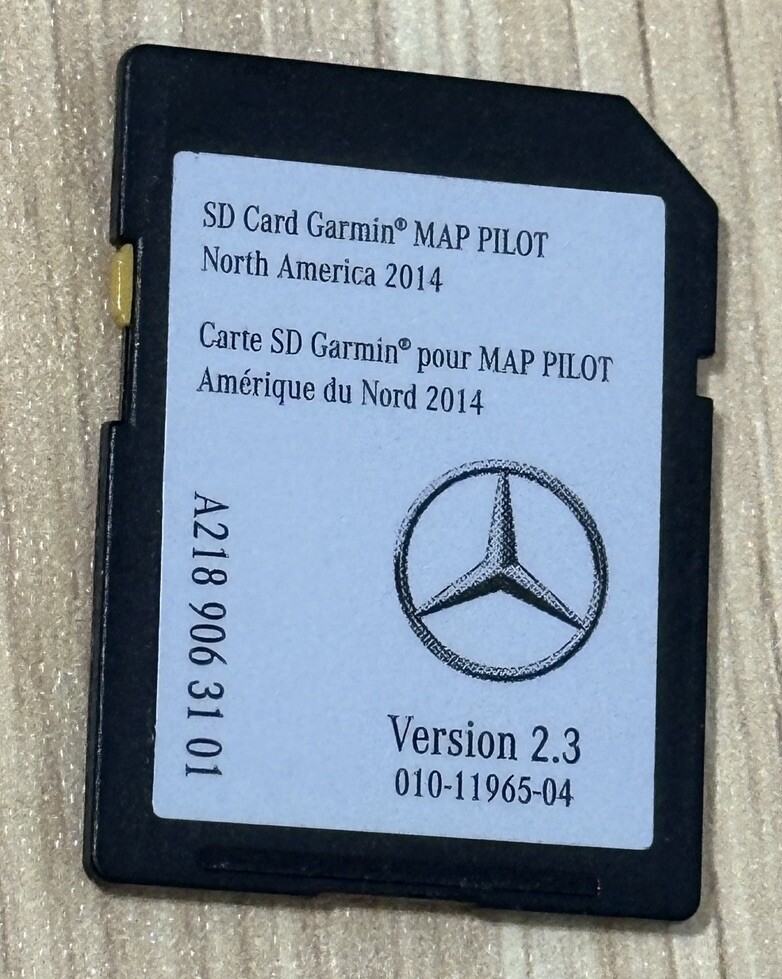 SD Card Garmin® MAP PILOT
North America 2014
Carte SD Garmin® pour MAP PILOT
Amérique du Nord 2014
A218 906 31 01
Version 2.3
010-11965-04